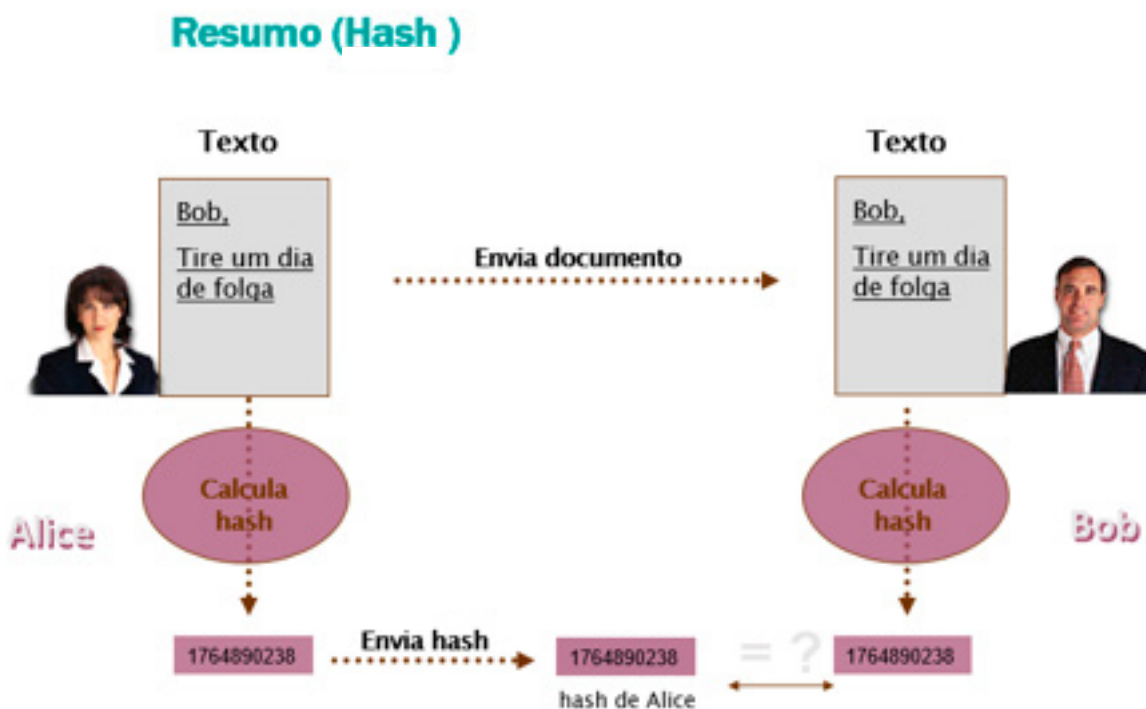 Resumo (Hash )
Texto
Texto
Bob,
Tire um dia
de folga
Envia documento
Bob,
Tire um dia
de folga
Calcula
hash
Calcula
hash
Alice
Bob
1764890238
Envia hash
1764890238
= ?
1764890238
hash de Alice